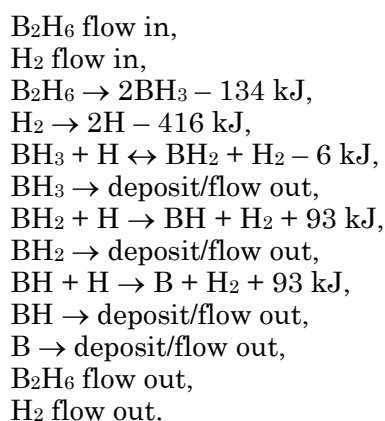 B₂H₆ flow in,
H₂ flow in,
B₂H₆ → 2BH₃ – 134 kJ,
H₂ → 2H – 416 kJ,
BH₃ + H ↔ BH₂ + H₂ – 6 kJ,
BH₃ → deposit/flow out,
BH₂ + H → BH + H₂ + 93 kJ,
BH₂ → deposit/flow out,
BH + H → B + H₂ + 93 kJ,
BH → deposit/flow out,
B → deposit/flow out,
B₂H₆ flow out,
H₂ flow out.